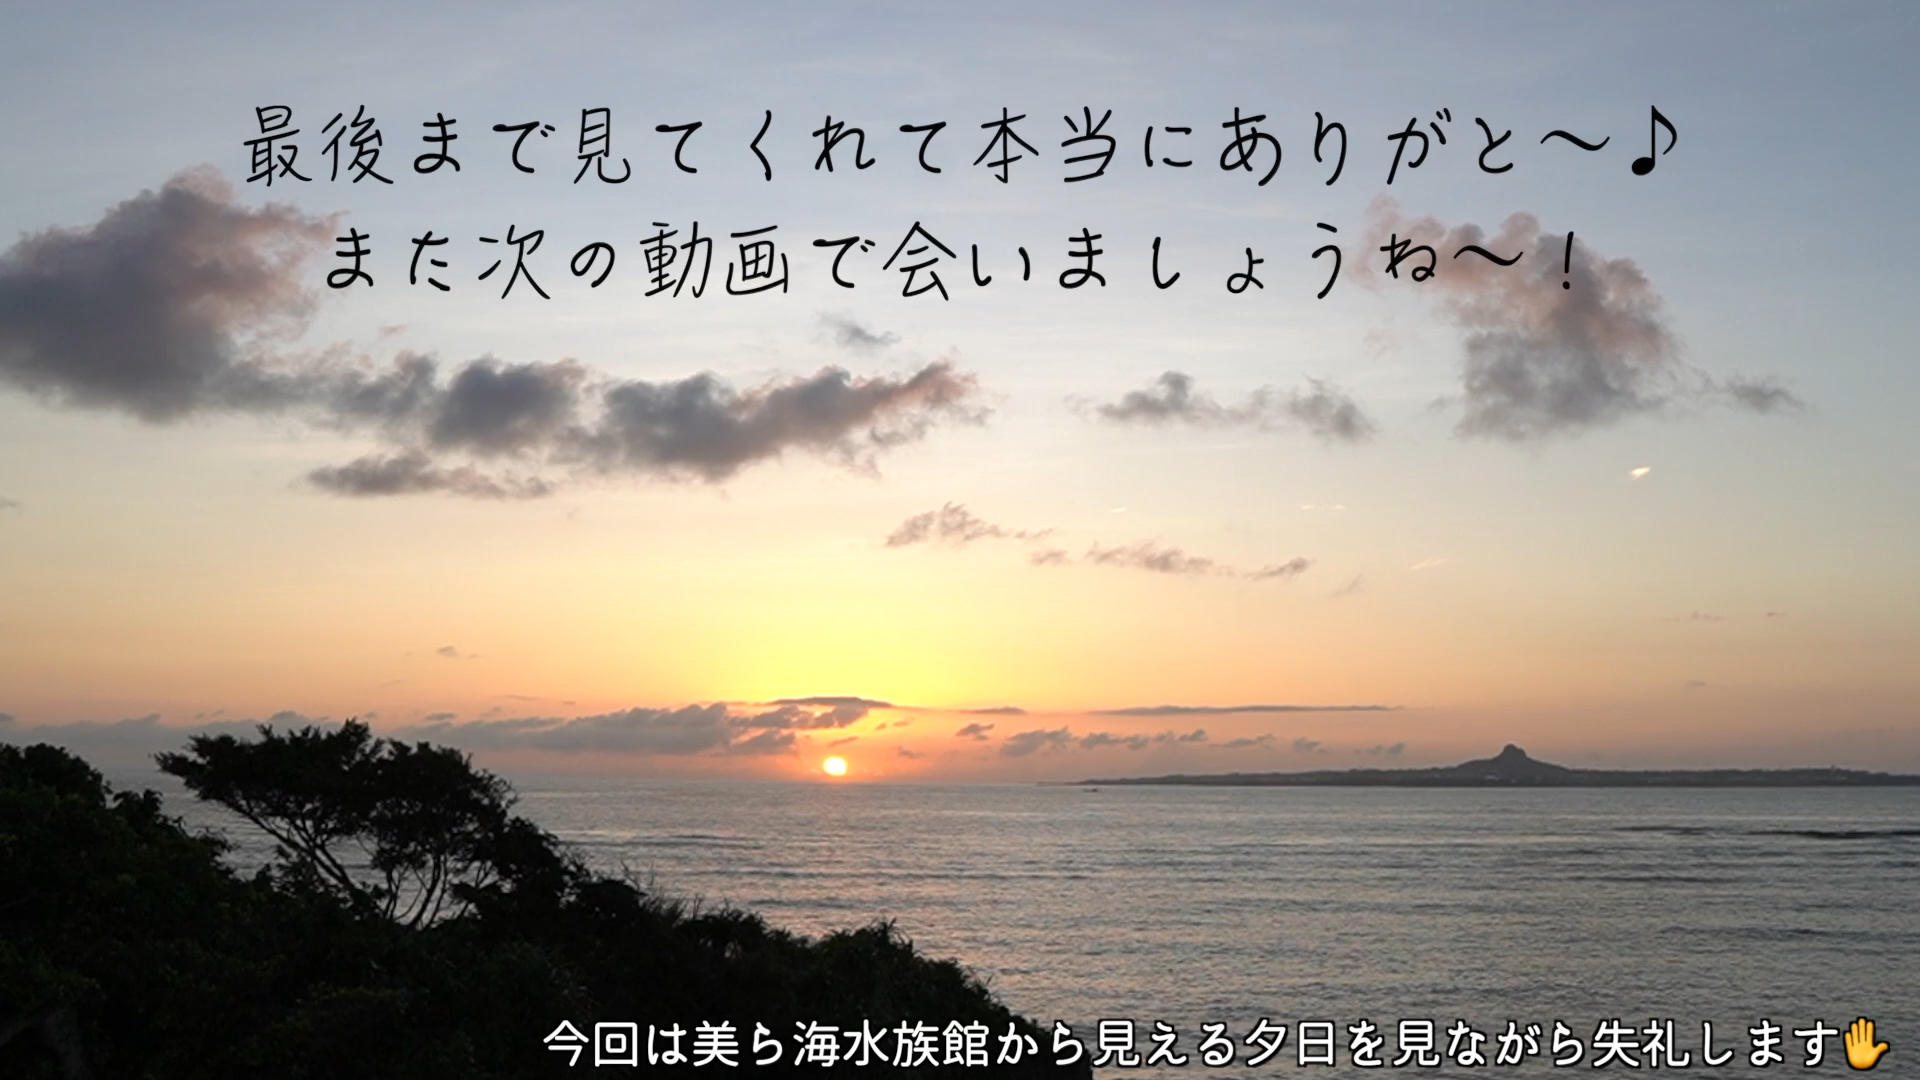 最後まで見てくれて本当にありがと〜♪
また次の動画で会いましょうね〜！
今回は美ら海水族館から見える夕日を見ながら失礼します✋